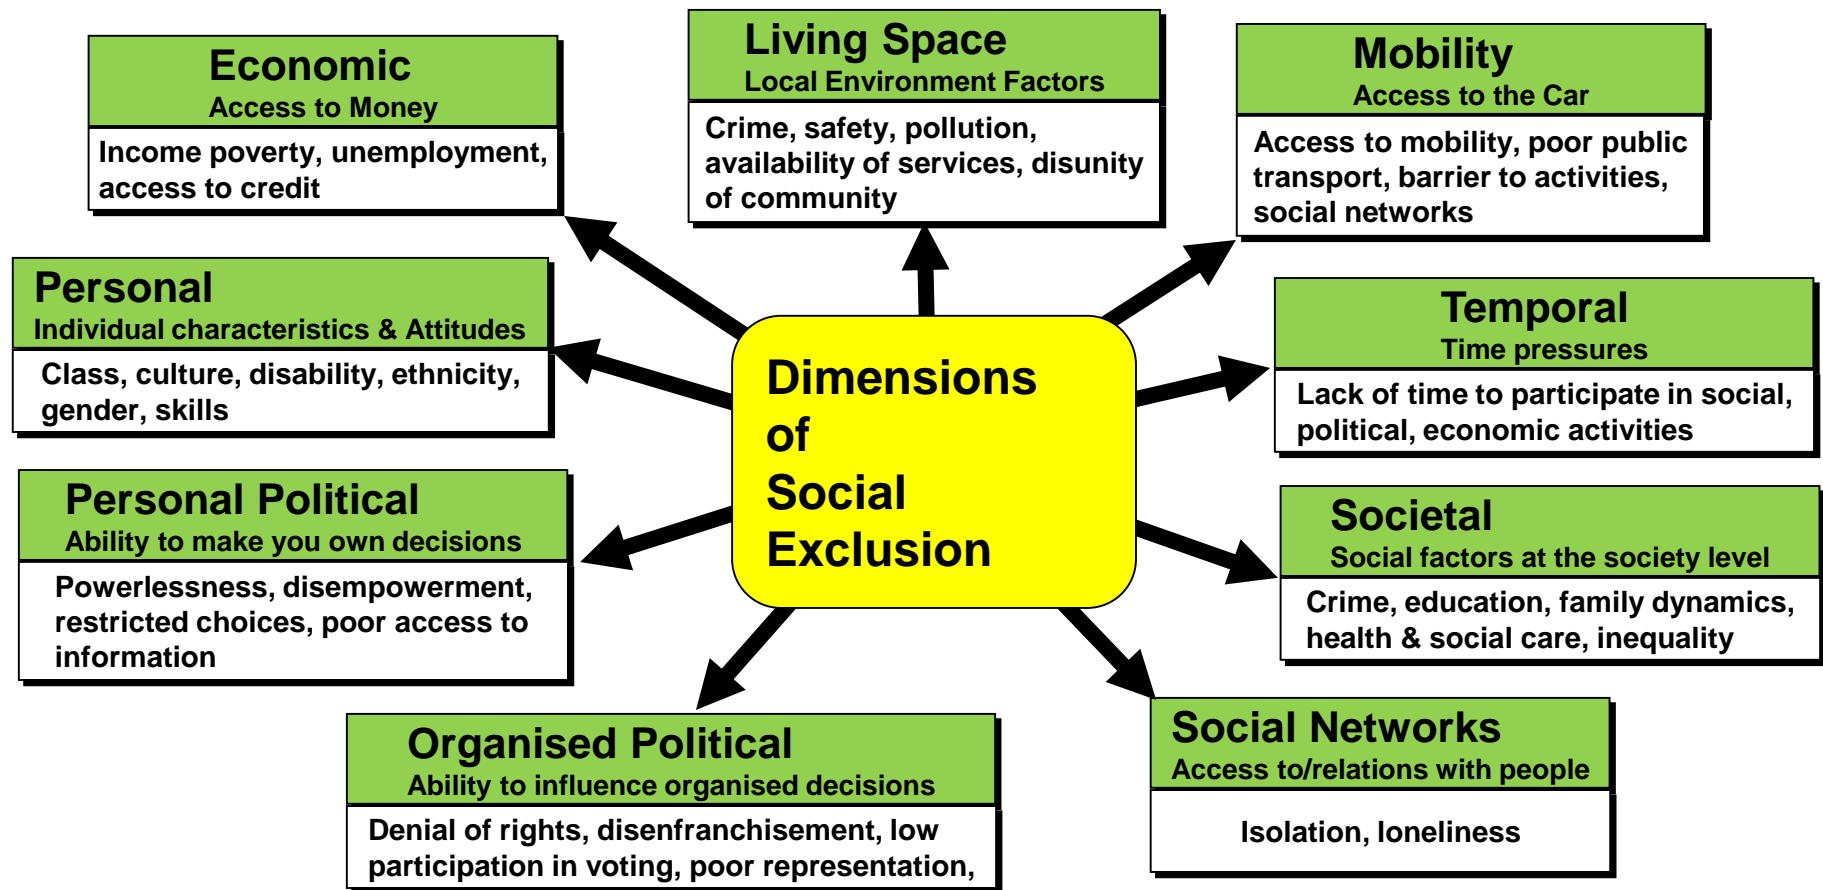 Economic
Access to Money
Income poverty, unemployment,
access to credit
Living Space
Local Environment Factors
Crime, safety, pollution,
availability of services, disunity
of community
Mobility
Access to the Car
Access to mobility, poor public
transport, barrier to activities,
social networks
Personal
Individual characteristics & Attitudes
Class, culture, disability, ethnicity,
gender, skills
Dimensions
of
Social
Exclusion
Temporal
Time pressures
Lack of time to participate in social,
political, economic activities
Personal Political
Ability to make you own decisions
Powerlessness, disempowerment,
restricted choices, poor access to
information
Societal
Social factors at the society level
Crime, education, family dynamics,
health & social care, inequality
Organised Political
Ability to influence organised decisions
Denial of rights, disenfranchisement, low
participation in voting, poor representation,
Social Networks
Access to/relations with people
Isolation, loneliness